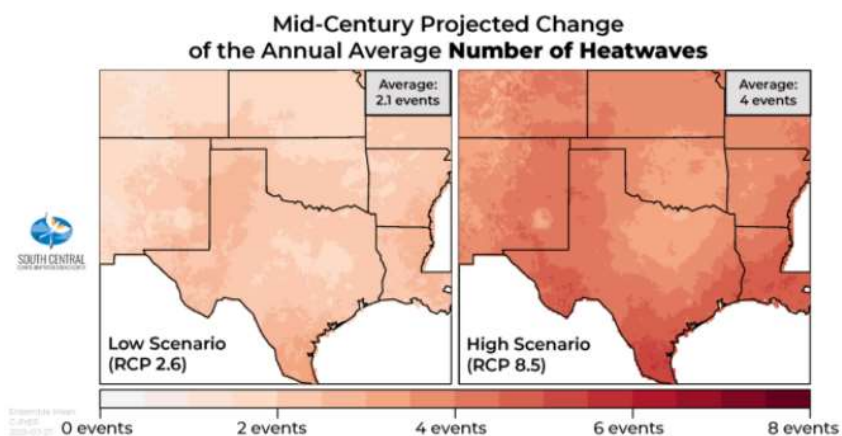 Mid-Century Projected Change
of the Annual Average Number of Heatwaves
Average:
2.1 events
Average:
4 events
SOUTH CENTRAL
Low Scenario
(RCP 2.6)
High Scenario
(RCP 8.5)
Ensemble Mean
0 events
2 events
4 events
6 events
8 events